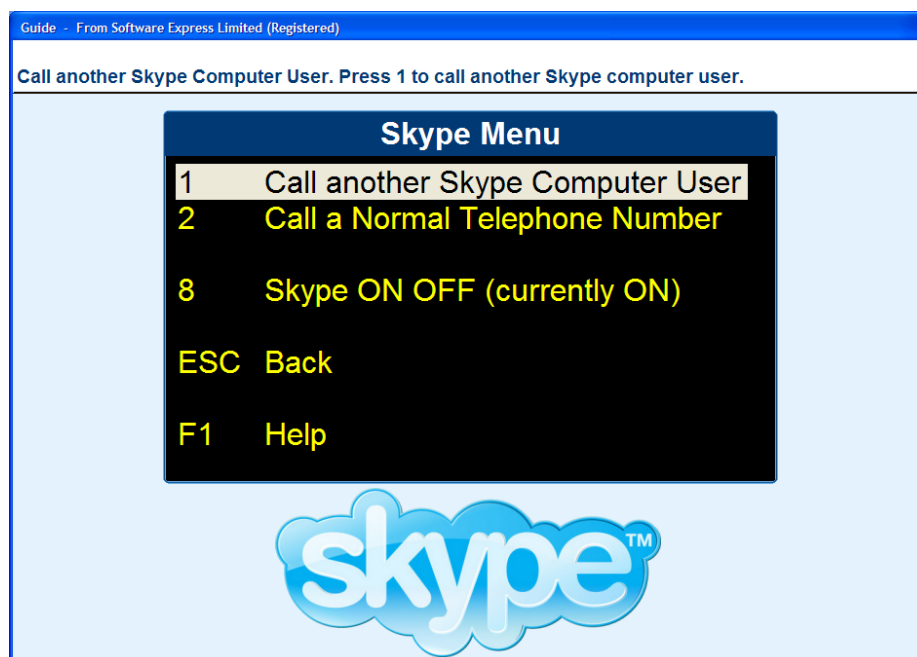 Guide - From Software Express Limited (Registered)
Call another Skype Computer User. Press 1 to call another Skype computer user.
Skype Menu
1 Call another Skype Computer User
2 Call a Normal Telephone Number
8 Skype ON OFF (currently ON)
ESC Back
F1 Help
skype TM